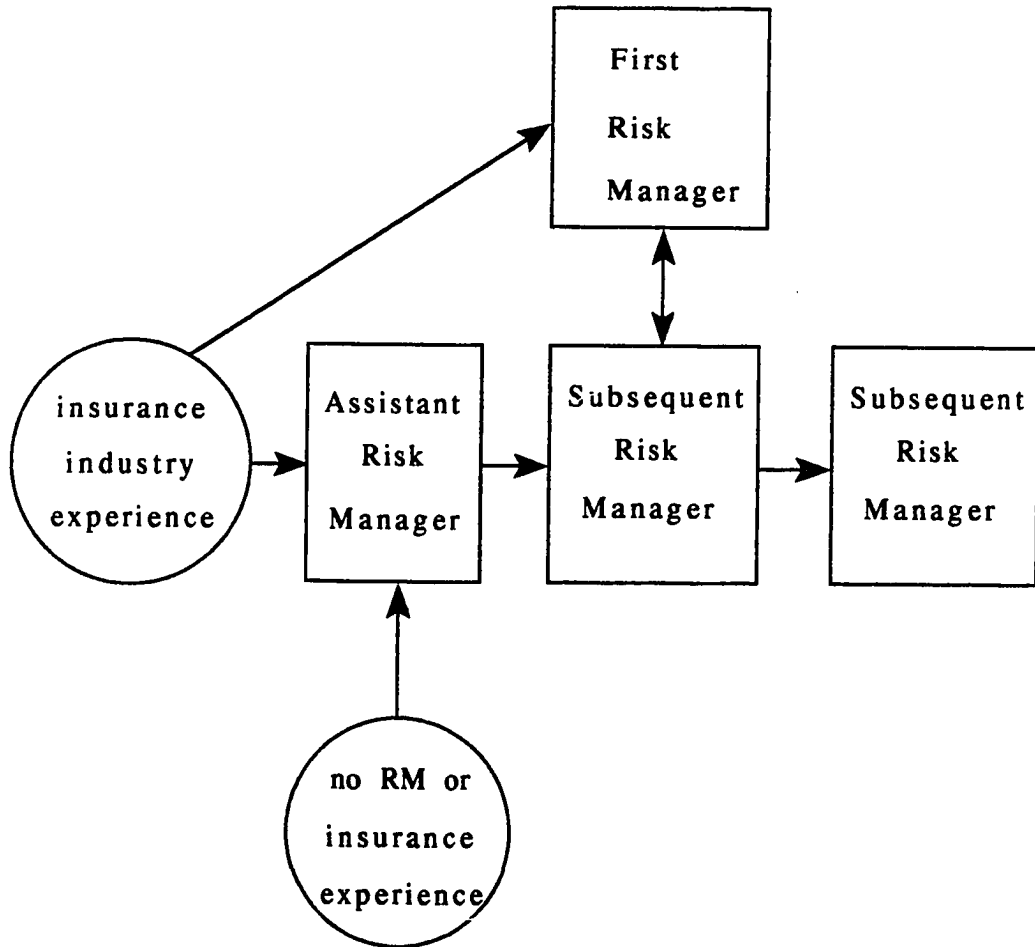 First
Risk
Manager
insurance
industry
experience
Assistant
Risk
Manager
Subsequent
Risk
Manager
Subsequent
Risk
Manager
no RM or
insurance
experience